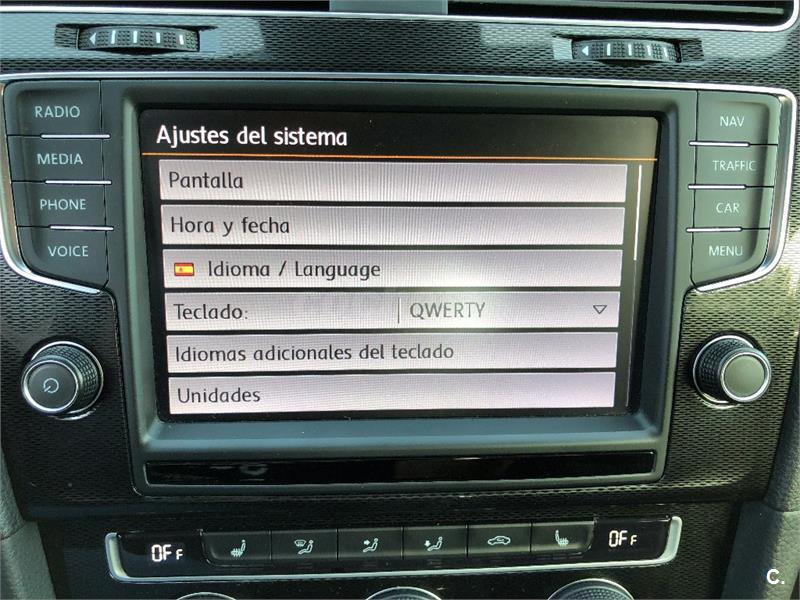 RADIO
MEDIA
PHONE
VOICE
Ajustes del sistema
Pantalla
Hora y fecha
Idioma / Language
Teclado: QWERTY
Idiomas adicionales del teclado
Unidades
NAV
TRAFFIC
CAR
MENU
OFF
OFF
C.